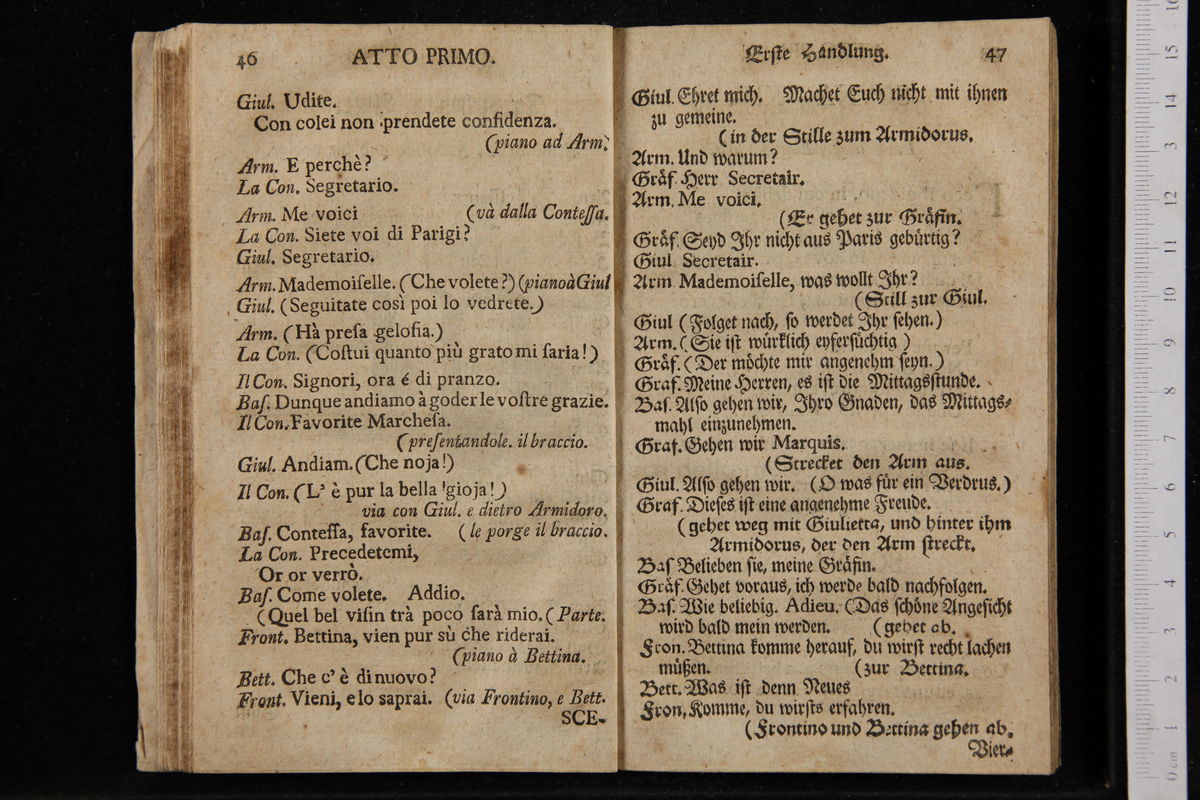 46 ATTO PRIMO.
Giul. Udite.
Con colei non prendete confidenza.
(piano ad Arm.
Arm. E perchè?
La Con. Segretario.
Arm. Me voici (và dalla Conteſſa.
La Con. Siete voi di Parigi?
Giul. Segretario.
Arm. Mademoiſelle. (Che volete?) (piano à Giul
Giul. (Seguitate così poi lo vedrete.)
Arm. (Hà preſa geloſia.)
La Con. (Coſtui quanto più grato mi ſaria!)
Il Con. Signori, ora é di pranzo.
Baſ. Dunque andiamo à goder le voſtre grazie.
Il Con. Favorite Marcheſa.
(preſentandole. il braccio.
Giul. Andiam. (Che noja!)
Il Con. (L' è pur la bella gioja!)
via con Giul. e dietro Armidoro.
Baſ. Conteſſa, favorite. (le porge il braccio.
La Con. Precedetemi,
Or or verrò.
Baſ. Come volete. Addio.
(Quel bel viſin trà poco ſarà mio. (Parte.
Front. Bettina, vien pur sù che riderai.
(piano à Bettina.
Bett. Che c' è di nuovo?
Front. Vieni, e lo saprai. (via Frontino, e Bett.
SCE-
Erſte Handlung. 47
Giul. Ehret mich. Machet Euch nicht mit ihnen
zu gemeine.
(in der Stille zum Armidorus.
Arm. Und warum?
Gräf. Herr Secretair.
Arm. Me voici.
(Er gehet zur Gräfin.
Gräf. Seyd Ihr nicht aus Paris gebürtig?
Giul Secretair.
Arm. Mademoiſelle, was wollt Ihr?
(Still zur Giul.
Giul (Folget nach, ſo werdet Ihr ſehen.)
Arm. (Sie iſt würklich eyferſüchtig )
Gräf. (Der möchte mir angenehm ſeyn.)
Graf. Meine Herren, es iſt die Mittagsſtunde.
Baſ. Alſo gehen wir, Ihro Gnaden, das Mittags-
mahl einzunehmen.
Graf. Gehen wir Marquis.
(Strecket den Arm aus.
Giul. Alſo gehen wir. (O was für ein Verdrus.)
Graf. Dieſes iſt eine angenehme Freude.
(gehet weg mit Giulietta, und hinter ihm
Armidorus, der den Arm ſtreckt.
Baſ Belieben ſie, meine Gräfin.
Gräf. Gehet voraus, ich werde bald nachfolgen.
Baſ. Wie beliebig. Adieu. (Das ſchöne Angeſicht
wird bald mein werden. (gehet ab.
Fron. Bettina komme herauf, du wirſt recht lachen
müßen. (zur Bettina.
Bett. Was iſt denn Neues
Fron. Komme, du wirſts erfahren.
(Frontino und Bettina gehen ab.
Vier-